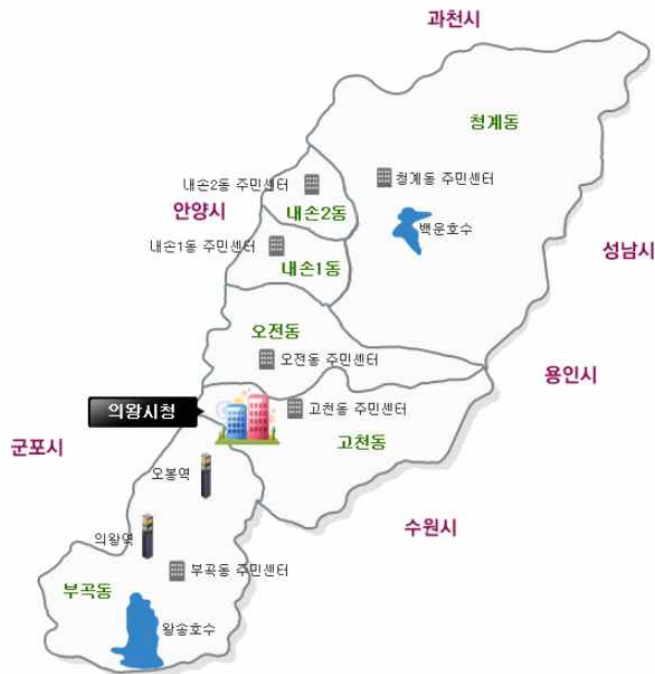 과천시
청계동
내손2동 주민센터
청계동 주민센터
안양시
내손2동
백운호수
내손1동 주민센터
성남시
내손1동
오전동
오전동 주민센터
용인시
의왕시청
고천동 주민센터
군포시
고천동
오봉역
수원시
의왕역
부곡동 주민센터
부곡동
왕송호수